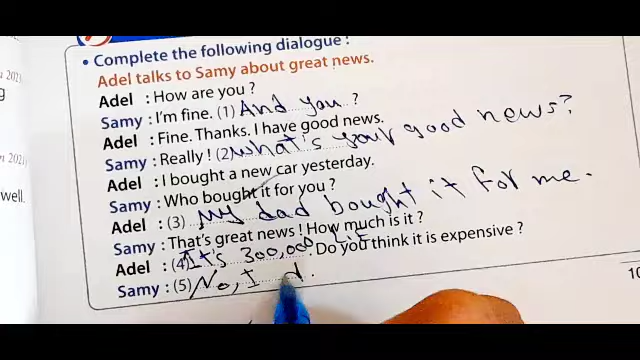 • Complete the following dialogue :
Adel talks to Samy about great news.
Adel : How are you ?
Samy : I'm fine. (1) And you ?
Adel : Fine. Thanks. I have good news.
Samy : Really ! (2) what's your good news?
Adel : I bought a new car yesterday.
Samy : Who bought it for you ?
Adel : (3) My dad bought it for me.
Samy : That's great news ! How much is it ?
Adel : (4) It's 300,000 . Do you think it is expensive ?
Samy : (5) No, I d .
well.
10